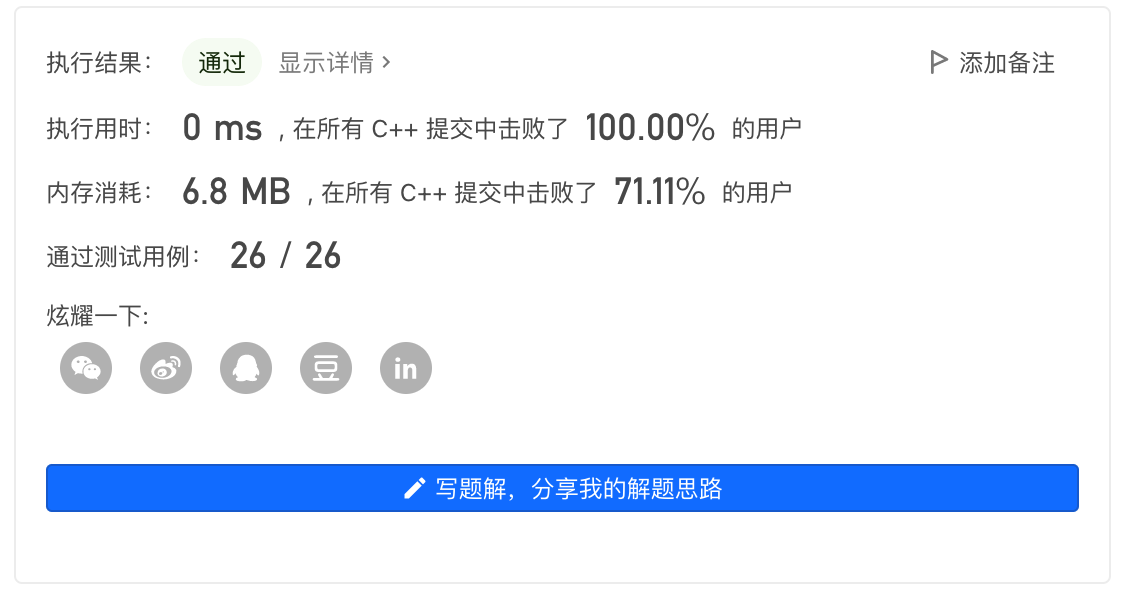 执行结果： 通过 显示详情 > 添加备注
执行用时： 0 ms , 在所有 C++ 提交中击败了 100.00% 的用户
内存消耗： 6.8 MB , 在所有 C++ 提交中击败了 71.11% 的用户
通过测试用例： 26 / 26
炫耀一下:
豆 in
写题解，分享我的解题思路